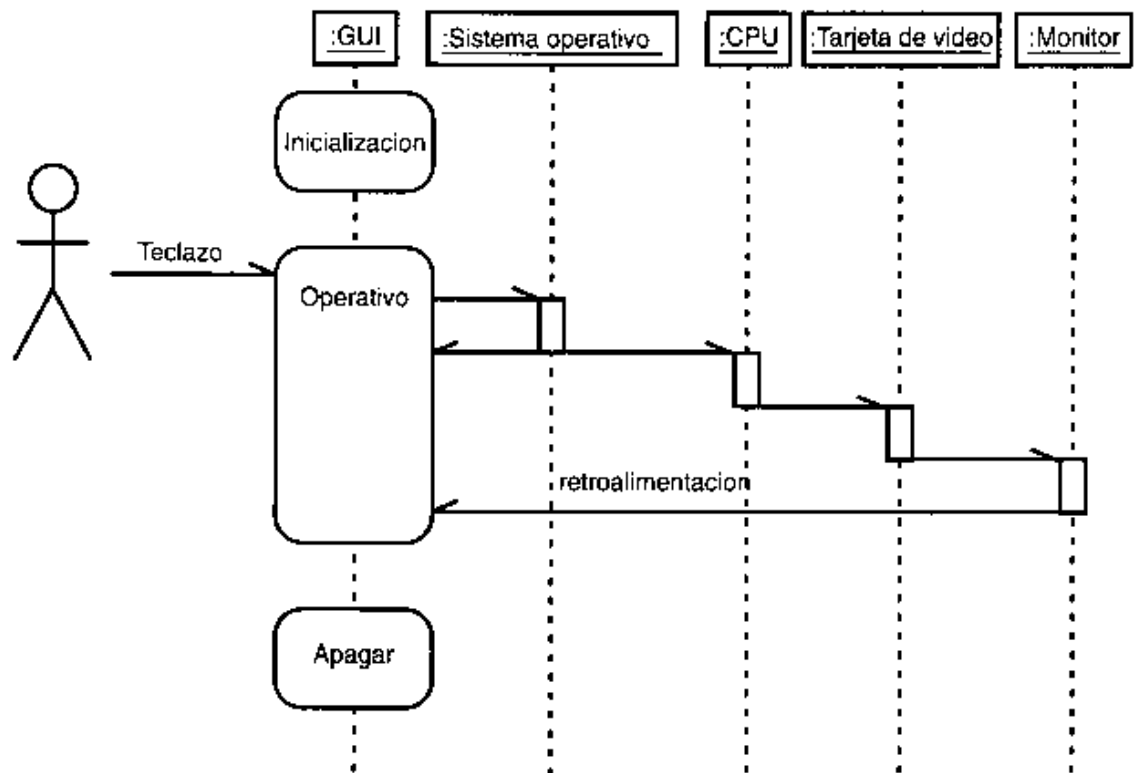 :GUI
:Sistema operativo
:CPU
:Tarjeta de video
:Monitor
Inicializacion
Teclazo
Operativo
retroalimentacion
Apagar